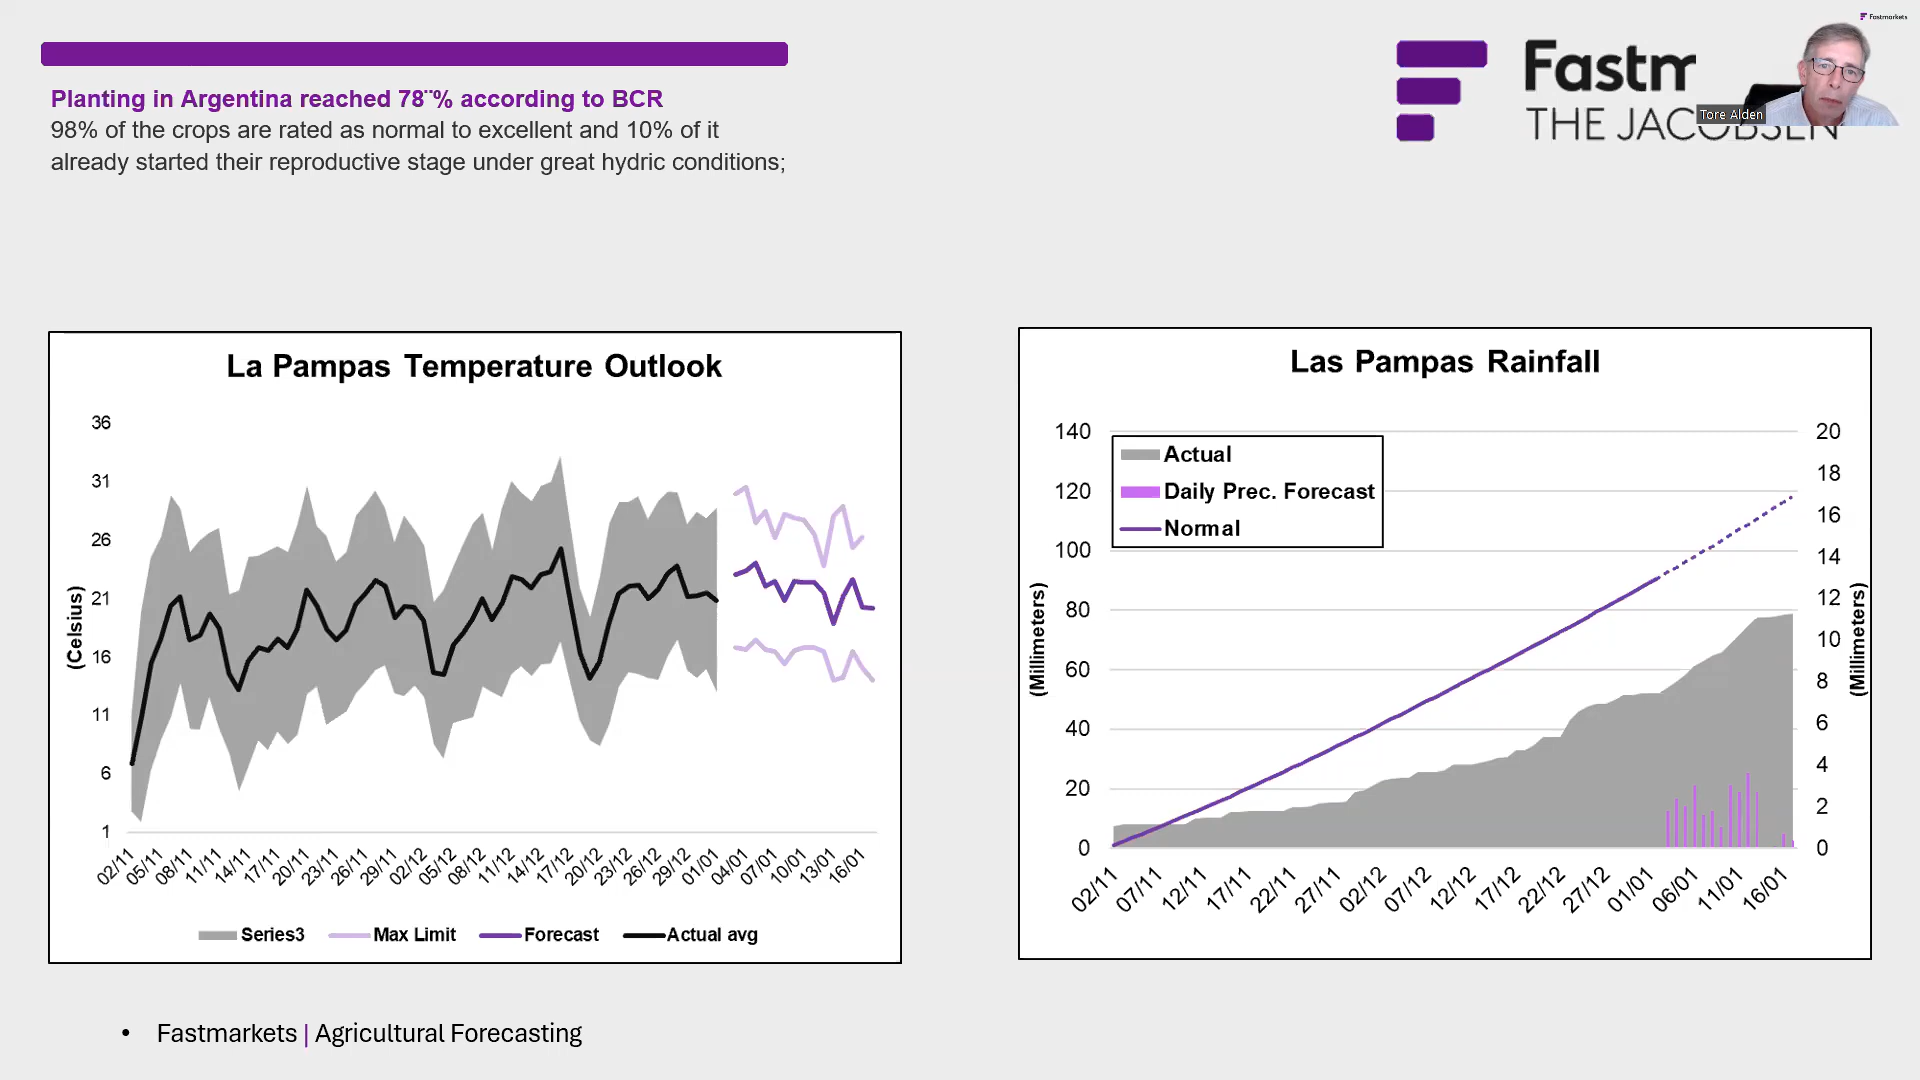 Fastmarkets
Planting in Argentina reached 78¨% according to BCR
98% of the crops are rated as normal to excellent and 10% of it
already started their reproductive stage under great hydric conditions;
Fastm
THE JACOBSEN
Tore Alden
La Pampas Temperature Outlook
(Celsius)
36
31
26
21
16
11
6
1
02/11 05/11 08/11 11/11 14/11 17/11 20/11 23/11 26/11 29/11 02/12 05/12 08/12 11/12 14/12 17/12 20/12 23/12 26/12 29/12 01/01 04/01 07/01 10/01 13/01 16/01
Series3 Max Limit Forecast Actual avg
Las Pampas Rainfall
(Millimeters)
140
120
100
80
60
40
20
0
Actual
Daily Prec. Forecast
Normal
20
18
16
14
12
10
8
6
4
2
0
(Millimeters)
02/11 07/11 12/11 17/11 22/11 27/11 02/12 07/12 12/12 17/12 22/12 27/12 01/01 06/01 11/01 16/01
• Fastmarkets | Agricultural Forecasting